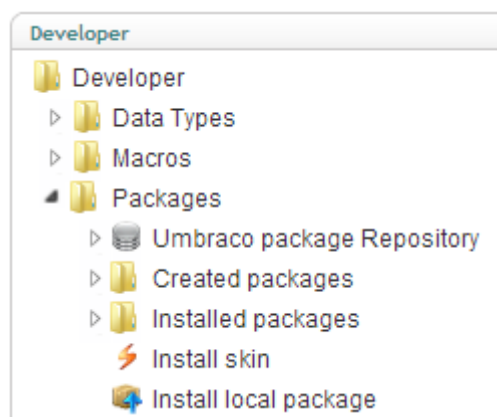 Developer
Developer
Data Types
Macros
Packages
Umbraco package Repository
Created packages
Installed packages
Install skin
Install local package